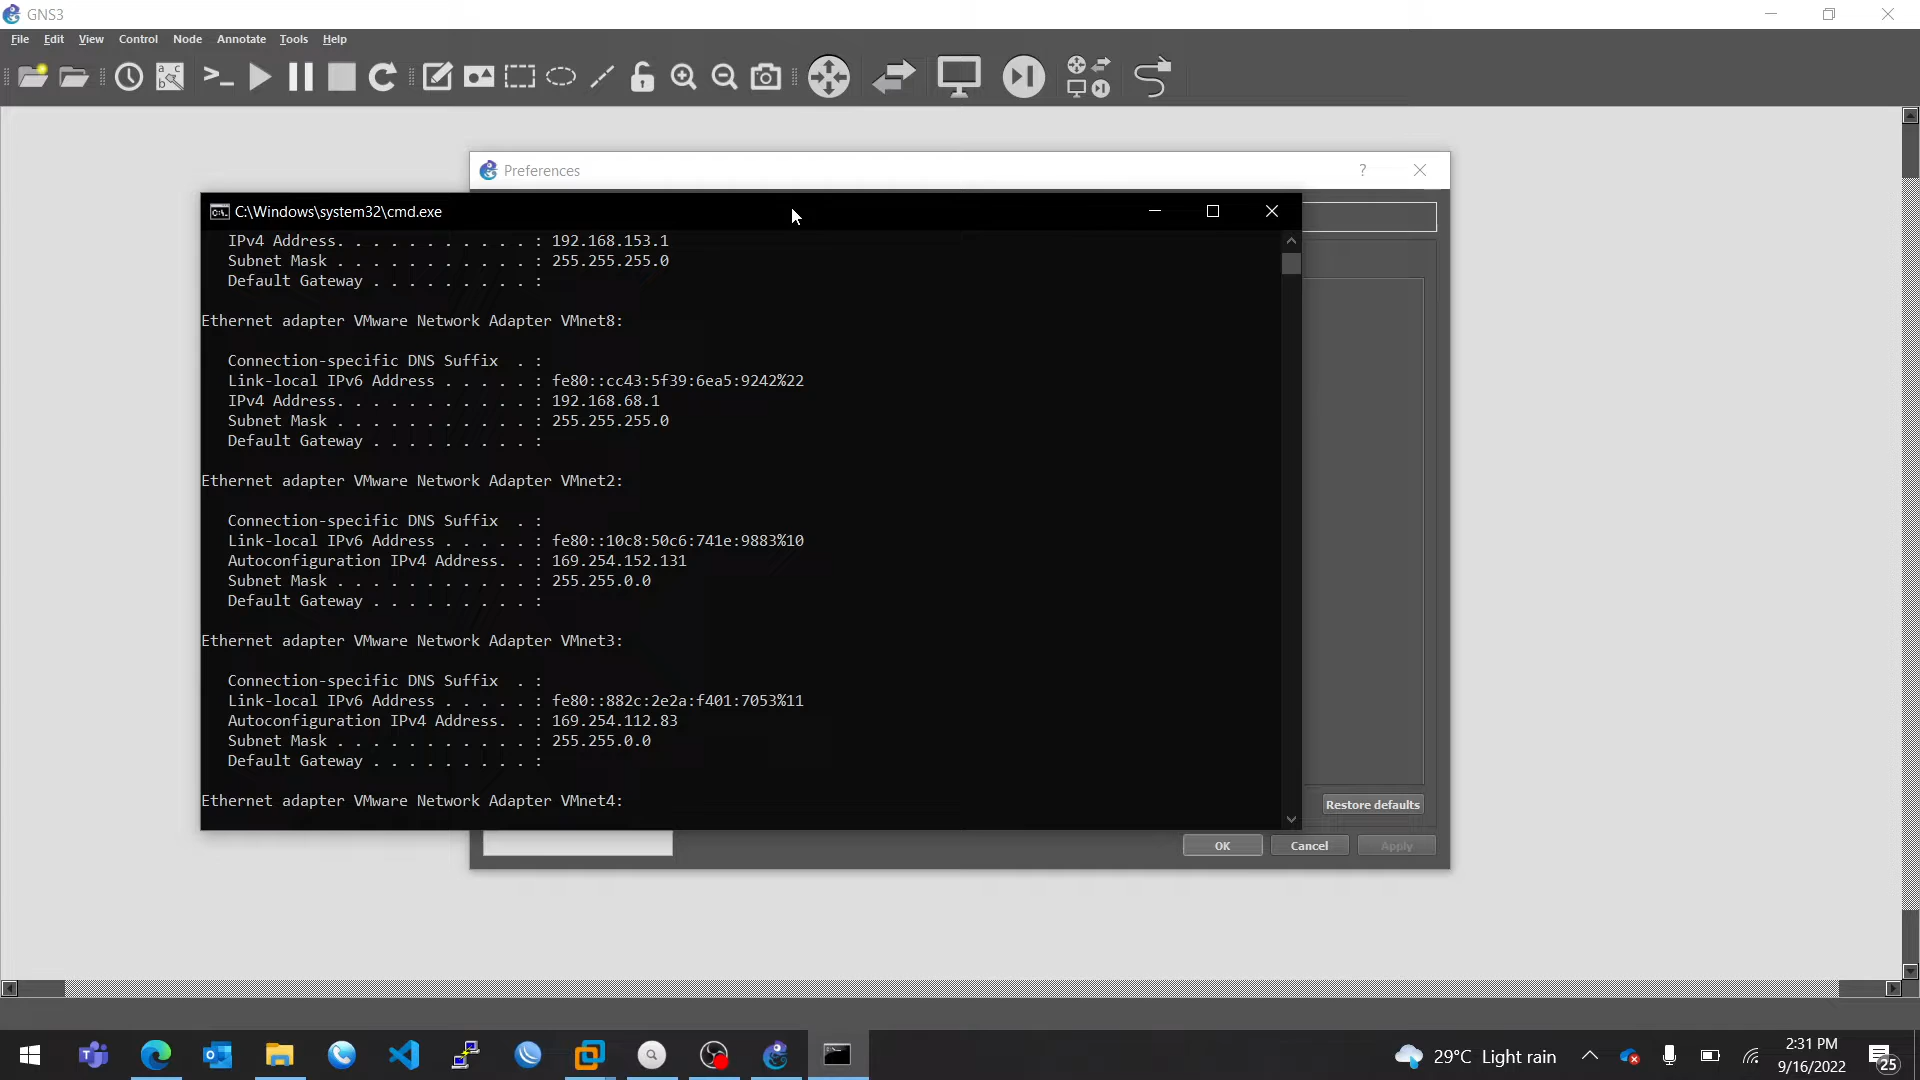 GNS3
File Edit View Control Node Annotate Tools Help
Preferences
C:\Windows\system32\cmd.exe
IPv4 Address. . . . . . . . . . . : 192.168.153.1
Subnet Mask . . . . . . . . . . . : 255.255.255.0
Default Gateway . . . . . . . . . :
Ethernet adapter VMware Network Adapter VMnet8:
Connection-specific DNS Suffix  . :
Link-local IPv6 Address . . . . . : fe80::cc43:5f39:6ea5:9242%22
IPv4 Address. . . . . . . . . . . : 192.168.68.1
Subnet Mask . . . . . . . . . . . : 255.255.255.0
Default Gateway . . . . . . . . . :
Ethernet adapter VMware Network Adapter VMnet2:
Connection-specific DNS Suffix  . :
Link-local IPv6 Address . . . . . : fe80::10c8:50c6:741e:9883%10
Autoconfiguration IPv4 Address. . : 169.254.152.131
Subnet Mask . . . . . . . . . . . : 255.255.0.0
Default Gateway . . . . . . . . . :
Ethernet adapter VMware Network Adapter VMnet3:
Connection-specific DNS Suffix  . :
Link-local IPv6 Address . . . . . : fe80::882c:2e2a:f401:7053%11
Autoconfiguration IPv4 Address. . : 169.254.112.83
Subnet Mask . . . . . . . . . . . : 255.255.0.0
Default Gateway . . . . . . . . . :
Ethernet adapter VMware Network Adapter VMnet4:
Restore defaults
OK Cancel Apply
29°C Light rain
2:31 PM
9/16/2022
25